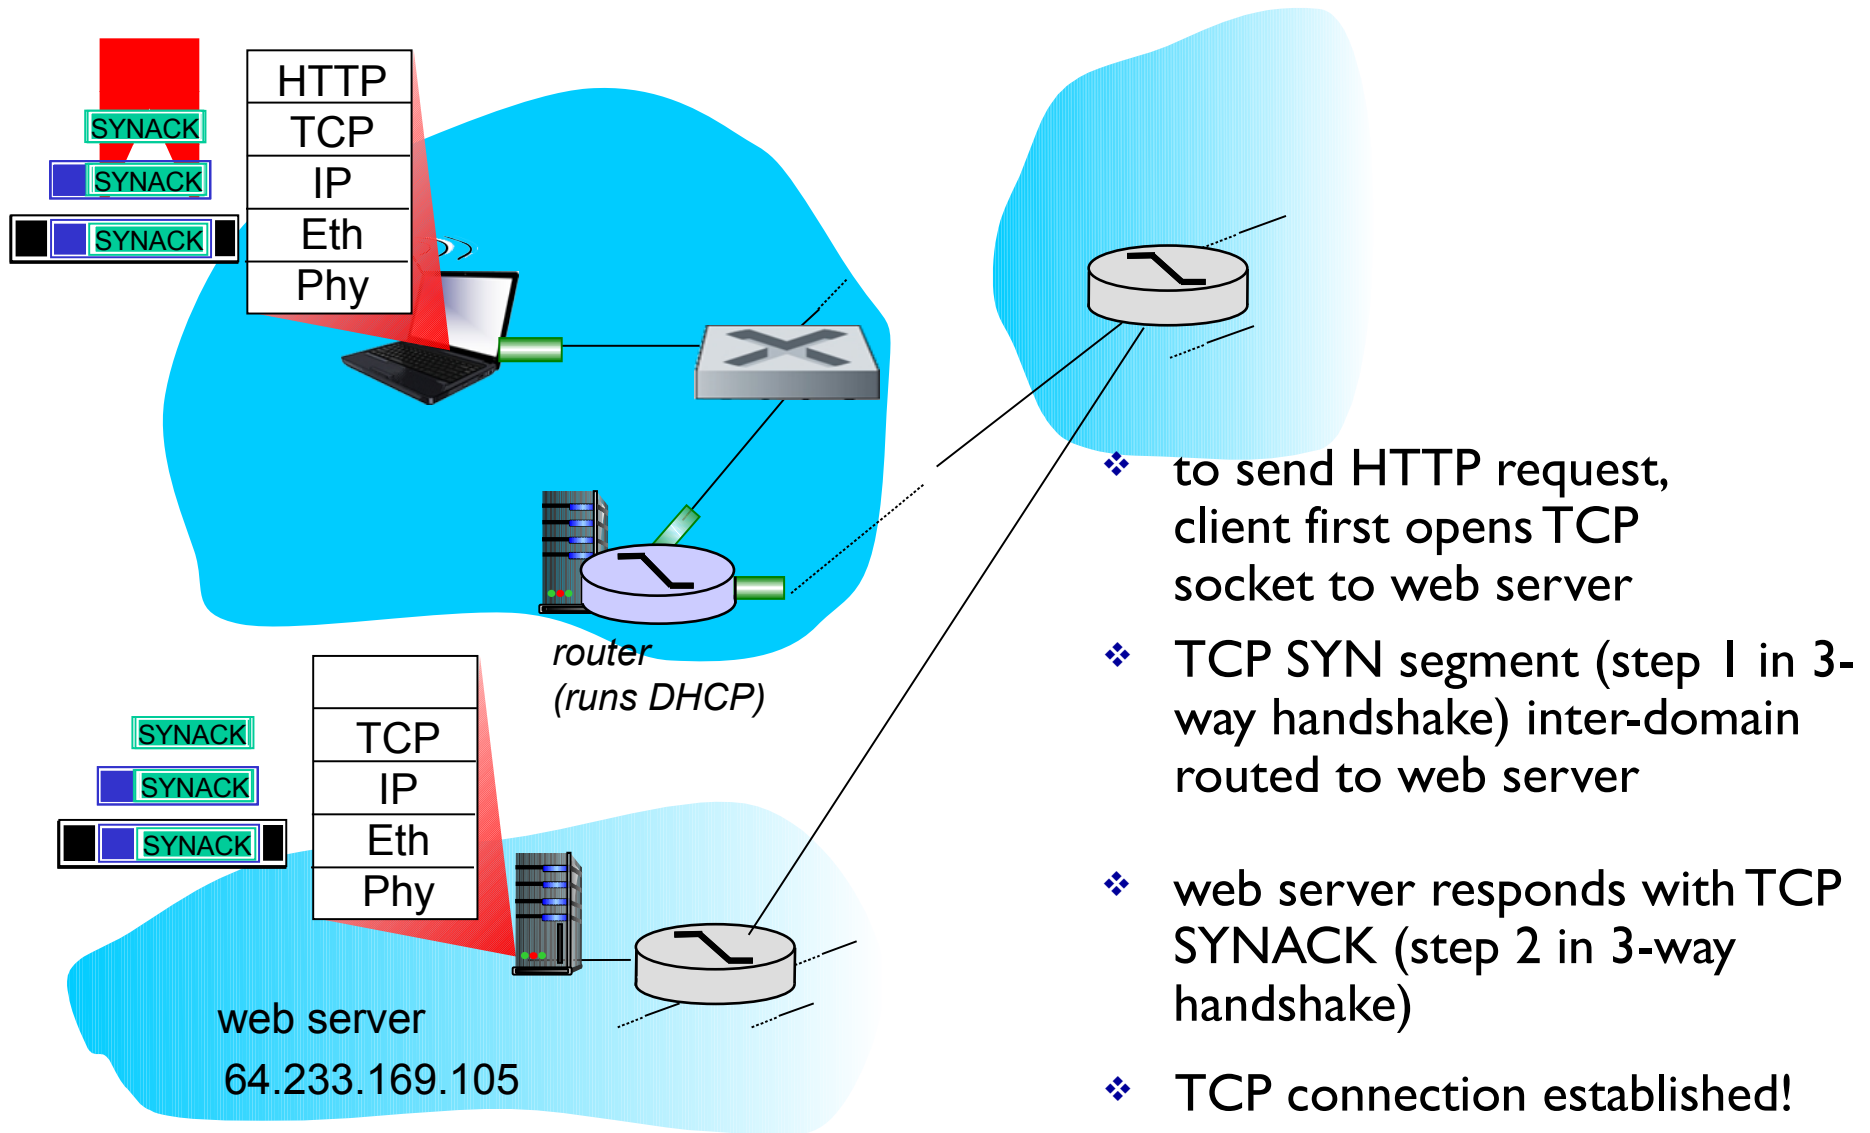 HTTP
SYNACK
TCP
SYNACK
IP
SYNACK
Eth
Phy
router
(runs DHCP)
SYNACK
TCP
SYNACK
IP
SYNACK
Eth
Phy
web server
64.233.169.105
❖ to send HTTP request,
client first opens TCP
socket to web server
❖ TCP SYN segment (step 1 in 3-
way handshake) inter-domain
routed to web server
❖ web server responds with TCP
SYNACK (step 2 in 3-way
handshake)
❖ TCP connection established!